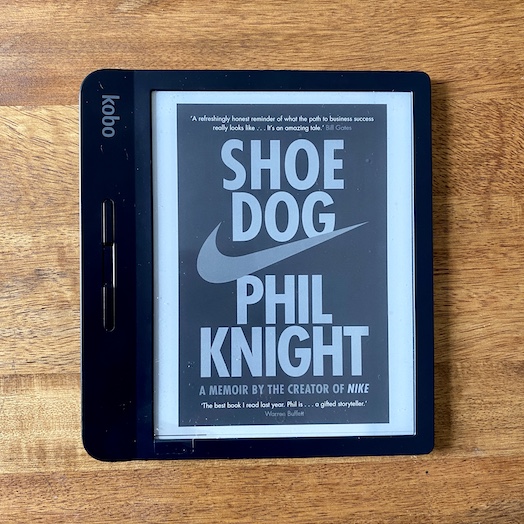 kobo
'A refreshingly honest reminder of what the path to business success
really looks like . . . It's an amazing tale.' Bill Gates
SHOE
DOG
PHIL
KNIGHT
A MEMOIR BY THE CREATOR OF NIKE
'The best book I read last year. Phil is . . . a gifted storyteller.'
Warren Buffett